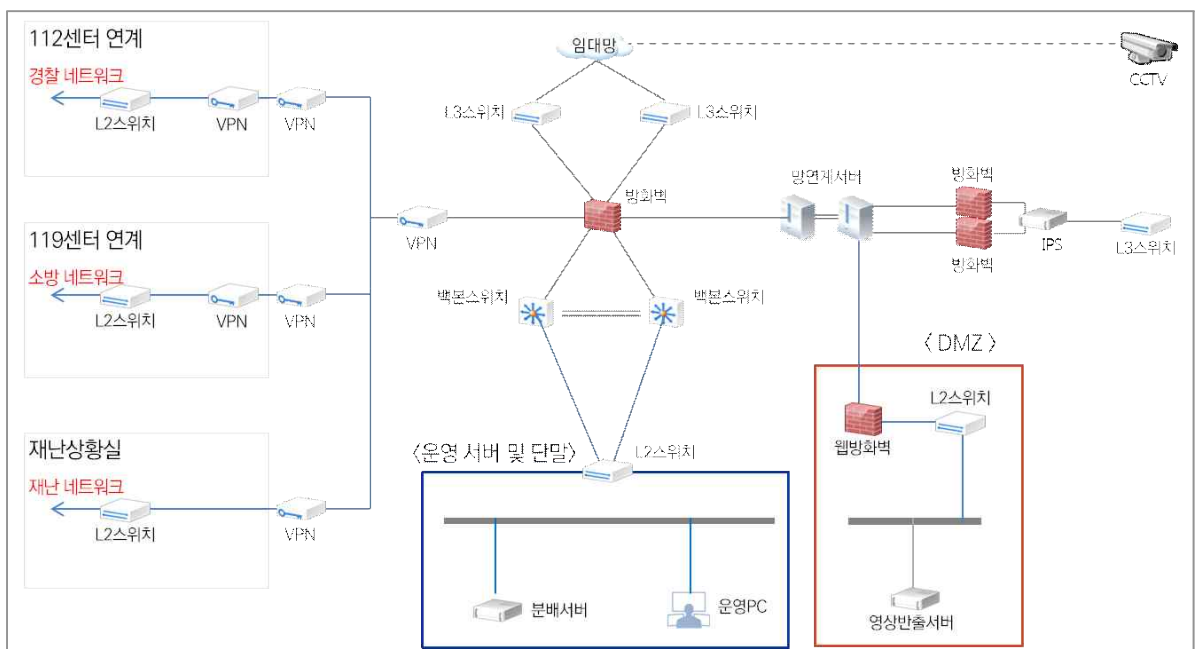 112센터 연계
경찰 네트워크
L2스위치
VPN
VPN
119센터 연계
소방 네트워크
L2스위치
VPN
VPN
재난상황실
재난 네트워크
L2스위치
VPN
VPN
임대망
CCTV
L3스위치
L3스위치
방화벽
망연계서버
방화벽
방화벽
IPS
L3스위치
백본스위치
백본스위치
〈운영 서버 및 단말〉
L2스위치
분배서버
운영PC
〈 DMZ 〉
L2스위치
웹방화벽
영상반출서버